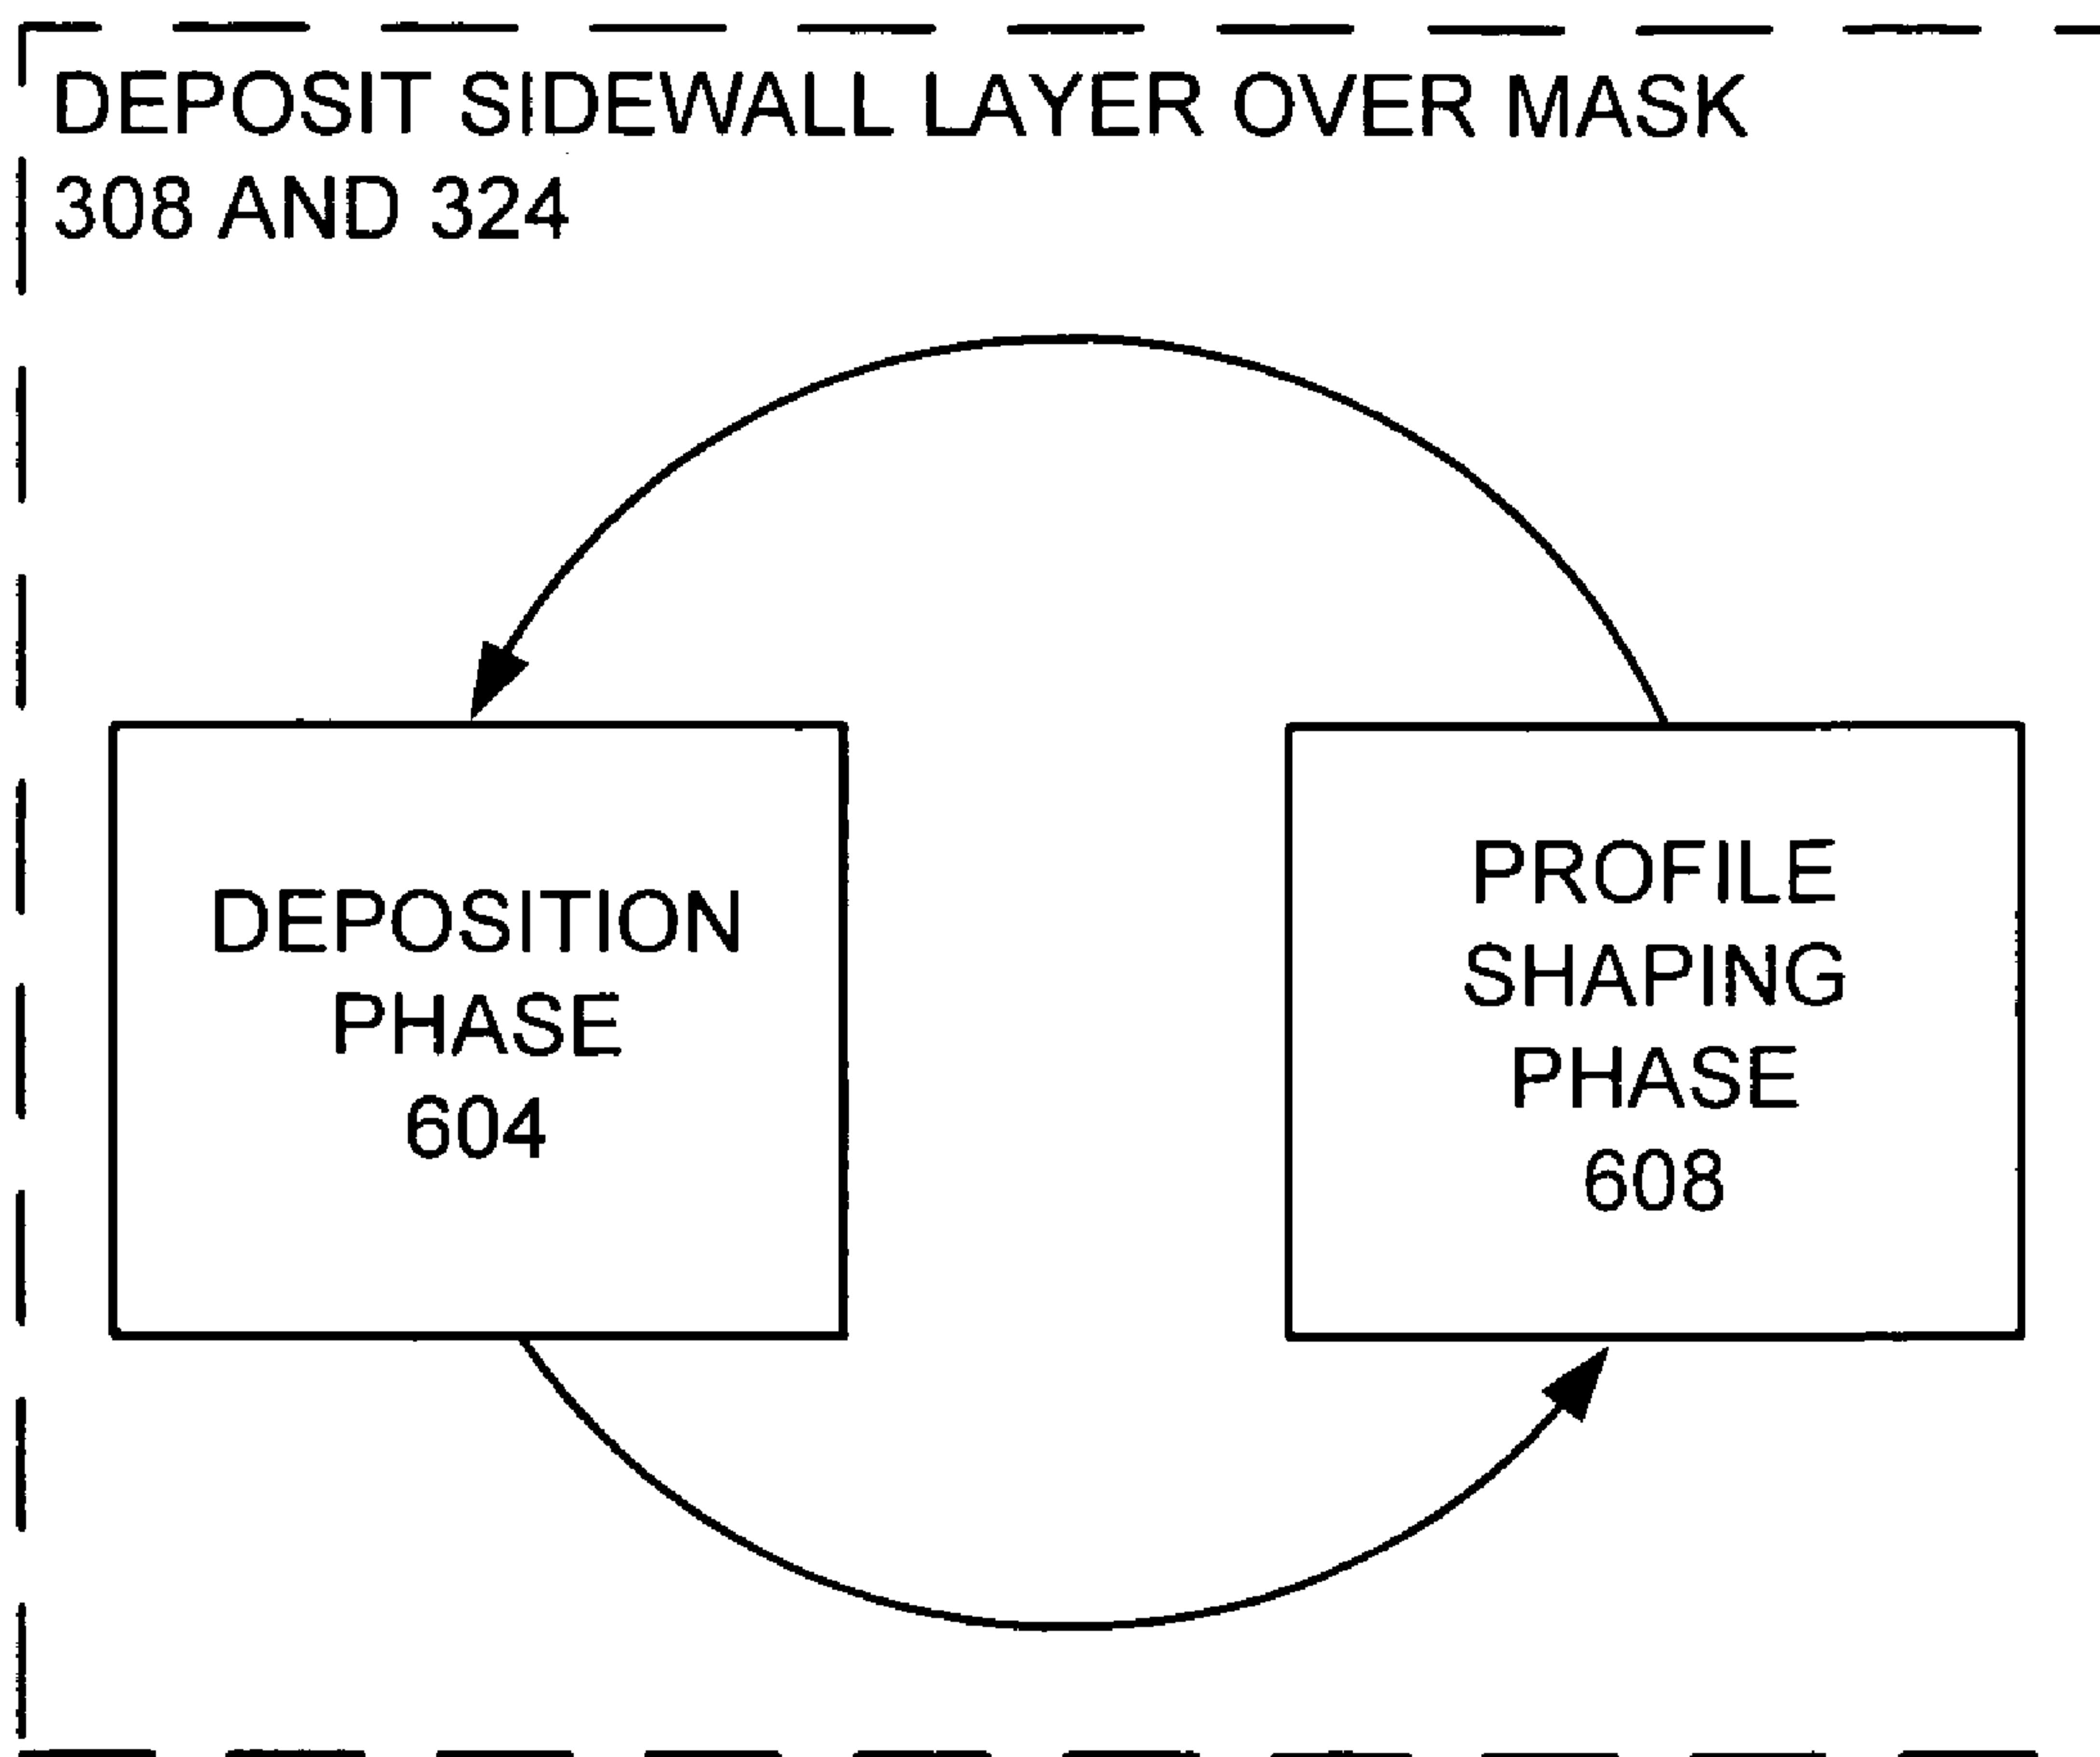 DEPOSIT SIDEWALL LAYER OVER MASK
308 AND 324
DEPOSITION
PHASE
604
PROFILE
SHAPING
PHASE
608